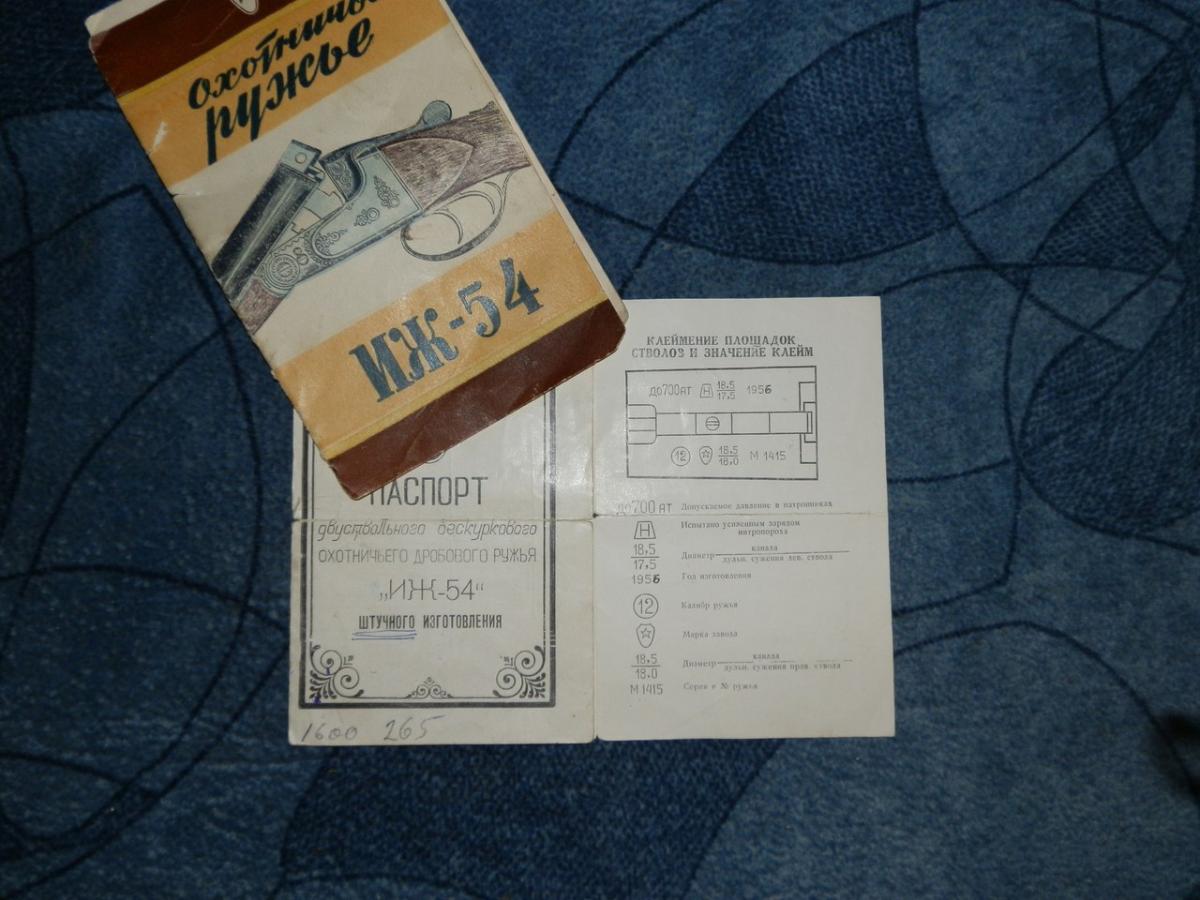 охотничье
ружье
ИЖ-54
ПАСПОРТ
двуствольного бескуркового
ОХОТНИЧЬЕГО ДРОБОВОГО РУЖЬЯ
„ИЖ-54“
ШТУЧНОГО ИЗГОТОВЛЕНИЯ
1600 265
КЛЕЙМЕНИЕ ПЛОЩАДОК
СТВОЛОВ И ЗНАЧЕНИЕ КЛЕЙМ
до700АТ Н 18,5 1956
17,5
12 18,5 М 1415
18,0
до700 АТ Допускаемое давление в патронниках
Н Испытано усиленным зарядом
нитропороха
18,5 Диаметр канала
17,5 дульн. сужения лев. ствола
1956 Год изготовления
12 Калибр ружья
Марка завода
18,5 Диаметр канала
18,0 дульн. сужения прав. ствола
М 1415 Серия и № ружья